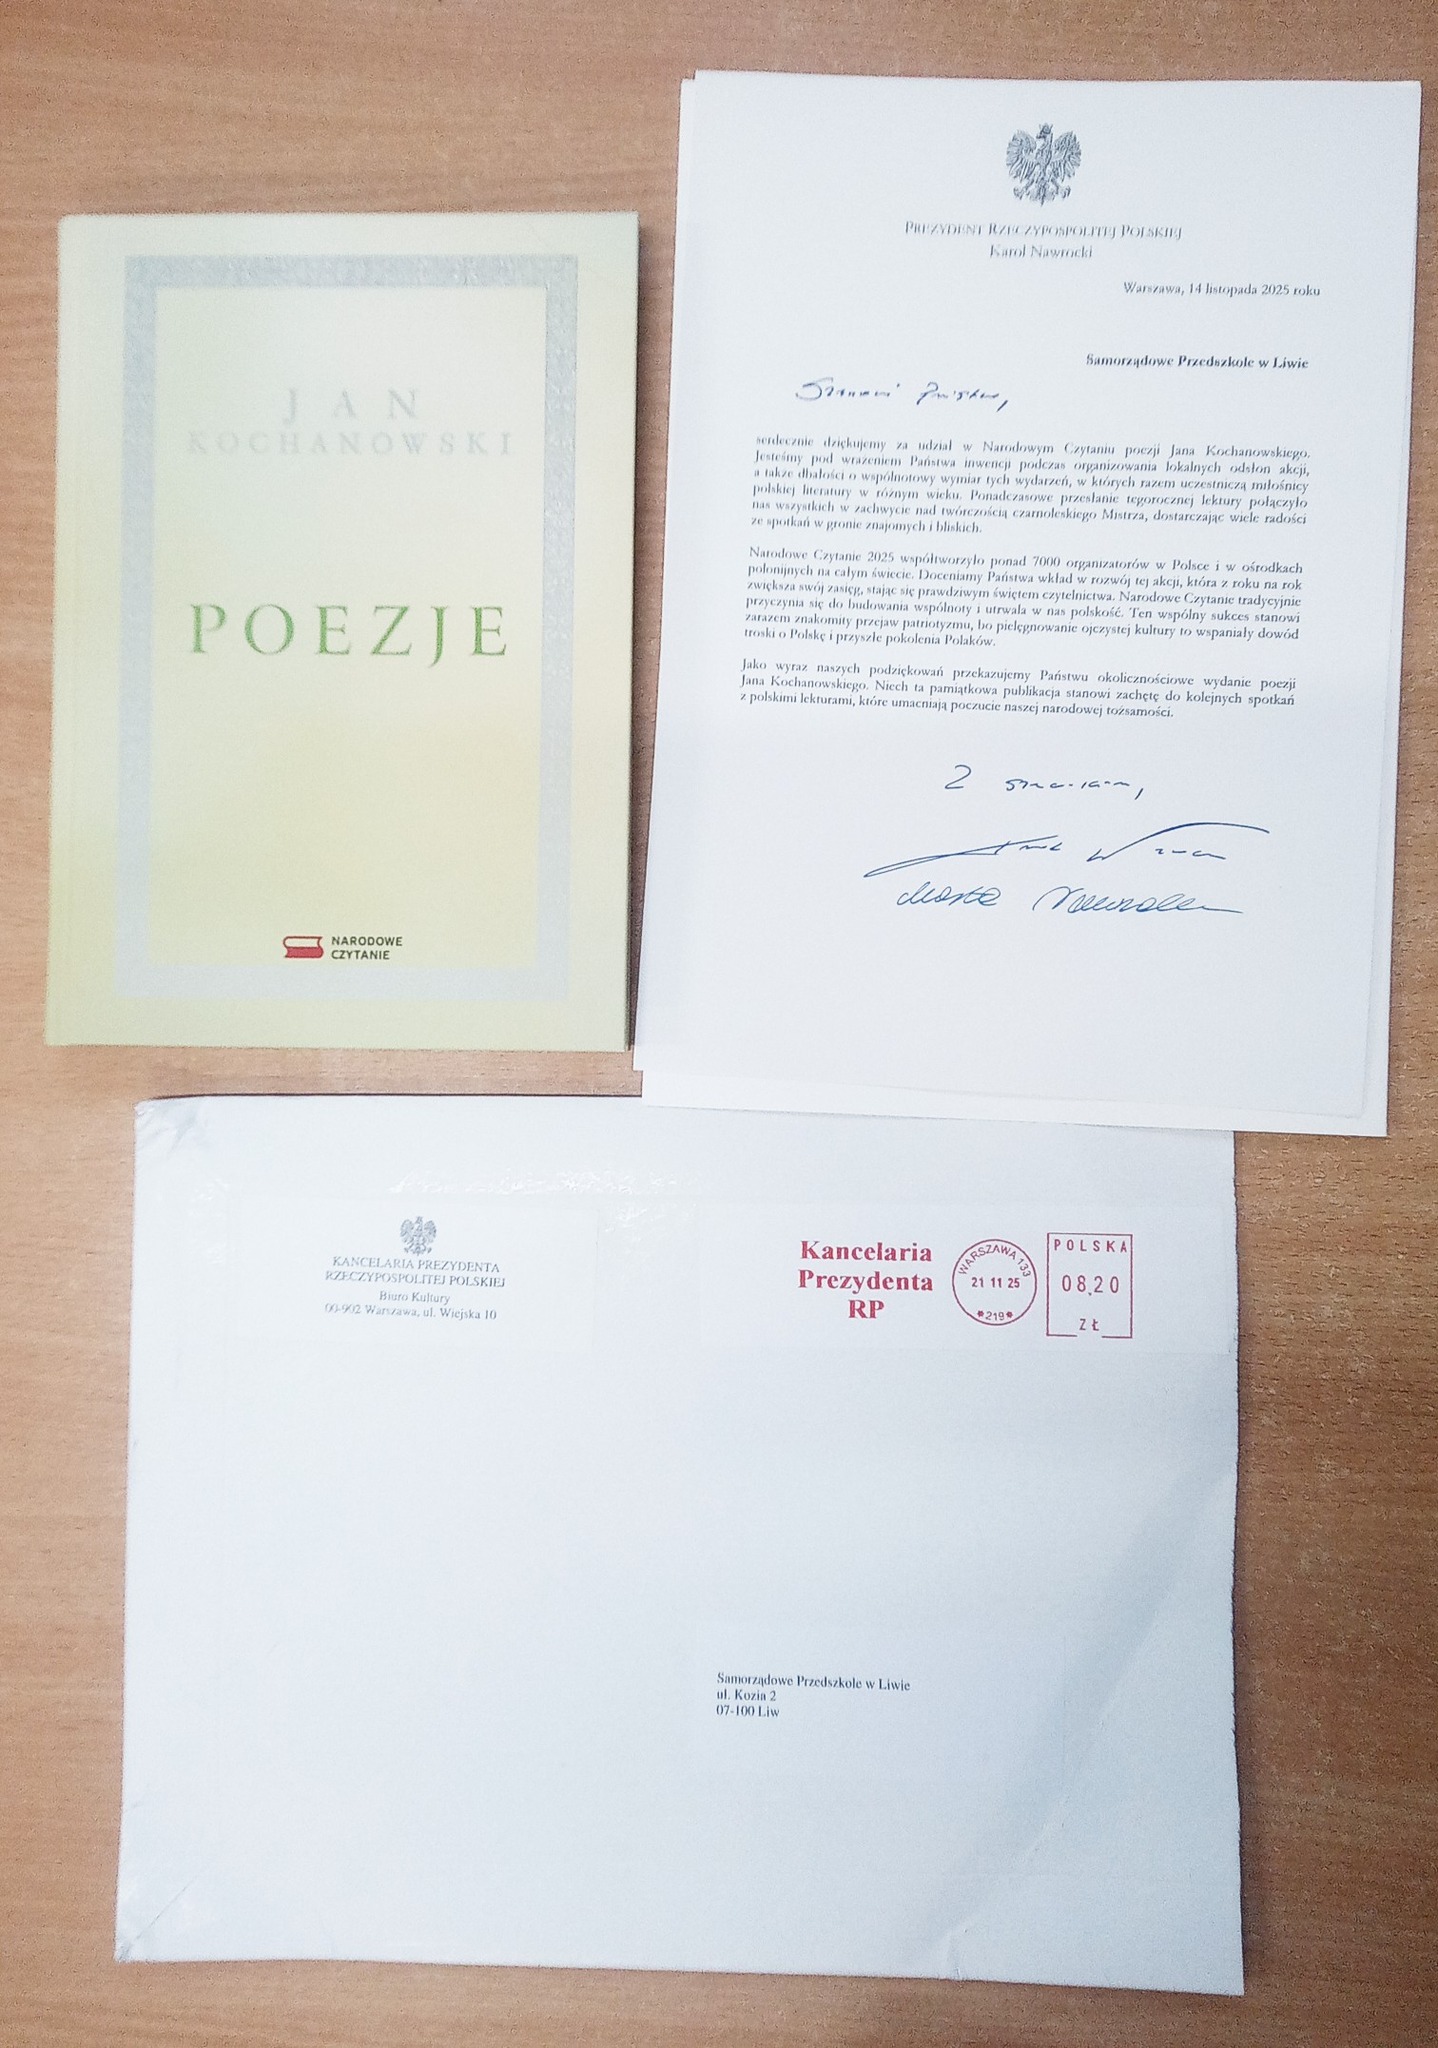 JAN
KOCHANOWSKI
POEZJE
NARODOWE
CZYTANIE
PREZYDENT RZECZYPOSPOLITEJ POLSKIEJ
Karol Nawrocki
Warszawa, 14 listopada 2025 roku
Samorządowe Przedszkole w Liwie
Szanowni Państwo,
serdecznie dziękujemy za udział w Narodowym Czytaniu poezji Jana Kochanowskiego.
Jesteśmy pod wrażeniem Państwa inwencji podczas organizowania lokalnych odsłon akcji,
a także dbałości o wspólnotowy wymiar tych wydarzeń, w których razem uczestniczą miłośnicy
polskiej literatury w różnym wieku. Ponadczasowe przesłanie tegorocznej lektury połączyło
nas wszystkich w zachwycie nad twórczością czarnoleskiego Mistrza, dostarczając wiele radości
ze spotkań w gronie znajomych i bliskich.
Narodowe Czytanie 2025 współtworzyło ponad 7000 organizatorów w Polsce i w ośrodkach
polonijnych na całym świecie. Doceniamy Państwa wkład w rozwój tej akcji, która z roku na rok
zwiększa swój zasięg, stając się prawdziwym świętem czytelnictwa. Narodowe Czytanie tradycyjnie
przyczynia się do budowania wspólnoty i utrwala w nas polskość. Ten wspólny sukces stanowi
zarazem znakomity przejaw patriotyzmu, bo pielęgnowanie ojczystej kultury to wspaniały dowód
troski o Polskę i przyszłe pokolenia Polaków.
Jako wyraz naszych podziękowań przekazujemy Państwu okolicznościowe wydanie poezji
Jana Kochanowskiego. Niech ta pamiątkowa publikacja stanowi zachętę do kolejnych spotkań
z polskimi lekturami, które umacniają poczucie naszej narodowej tożsamości.
Z szacunkiem,
Marta Nawrocka
KANCELARIA PREZYDENTA
RZECZYPOSPOLITEJ POLSKIEJ
Biuro Kultury
00-902 Warszawa, ul. Wiejska 10
Kancelaria
Prezydenta
RP
WARSZAWA 133
21 11 25
*219*
POLSKA
08,20
ZŁ
Samorządowe Przedszkole w Liwie
ul. Kozia 2
07-100 Liw